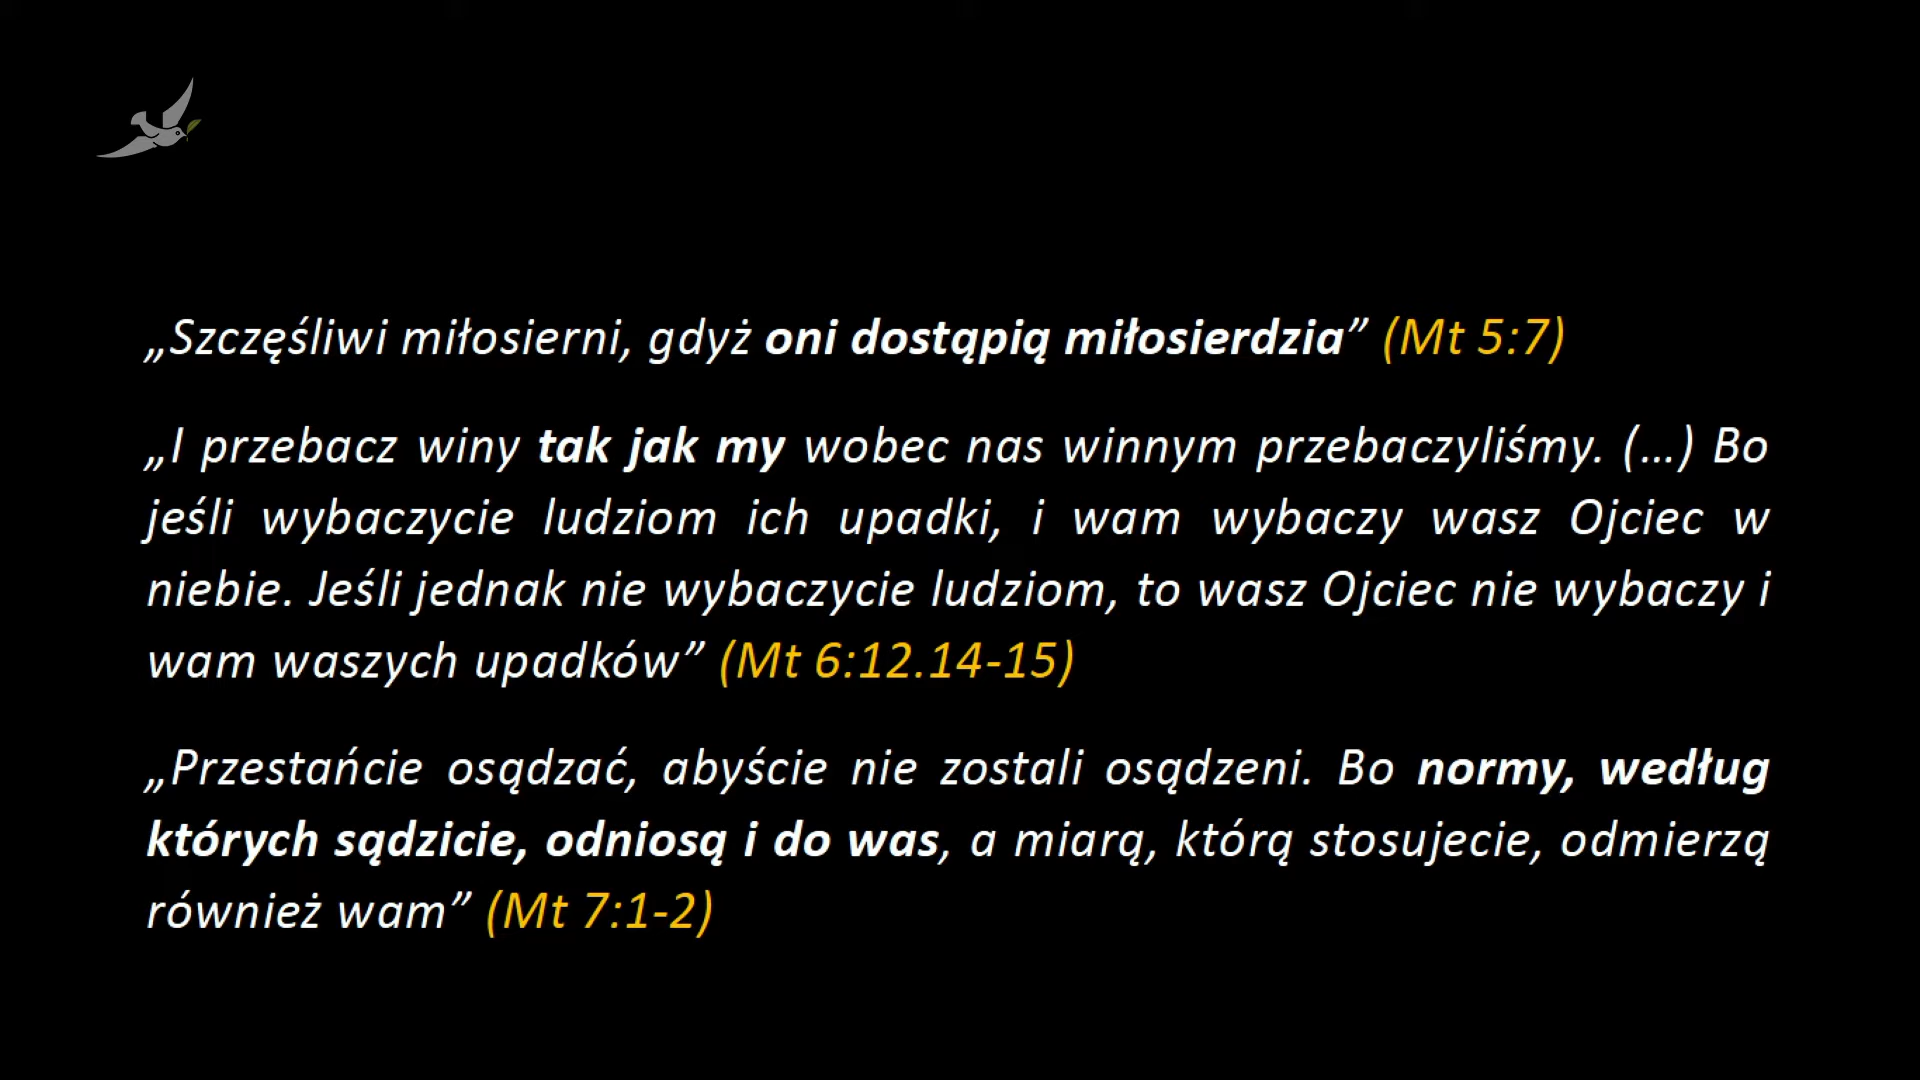 „Szczęśliwi miłosierni, gdyż oni dostąpią miłosierdzia” (Mt 5:7)
„I przebacz winy tak jak my wobec nas winnym przebaczyliśmy. (…) Bo
jeśli wybaczycie ludziom ich upadki, i wam wybaczy wasz Ojciec w
niebie. Jeśli jednak nie wybaczycie ludziom, to wasz Ojciec nie wybaczy i
wam waszych upadków” (Mt 6:12.14-15)
„Przestańcie osądzać, abyście nie zostali osądzeni. Bo normy, według
których sądzicie, odniosą i do was, a miarą, którą stosujecie, odmierzą
również wam” (Mt 7:1-2)